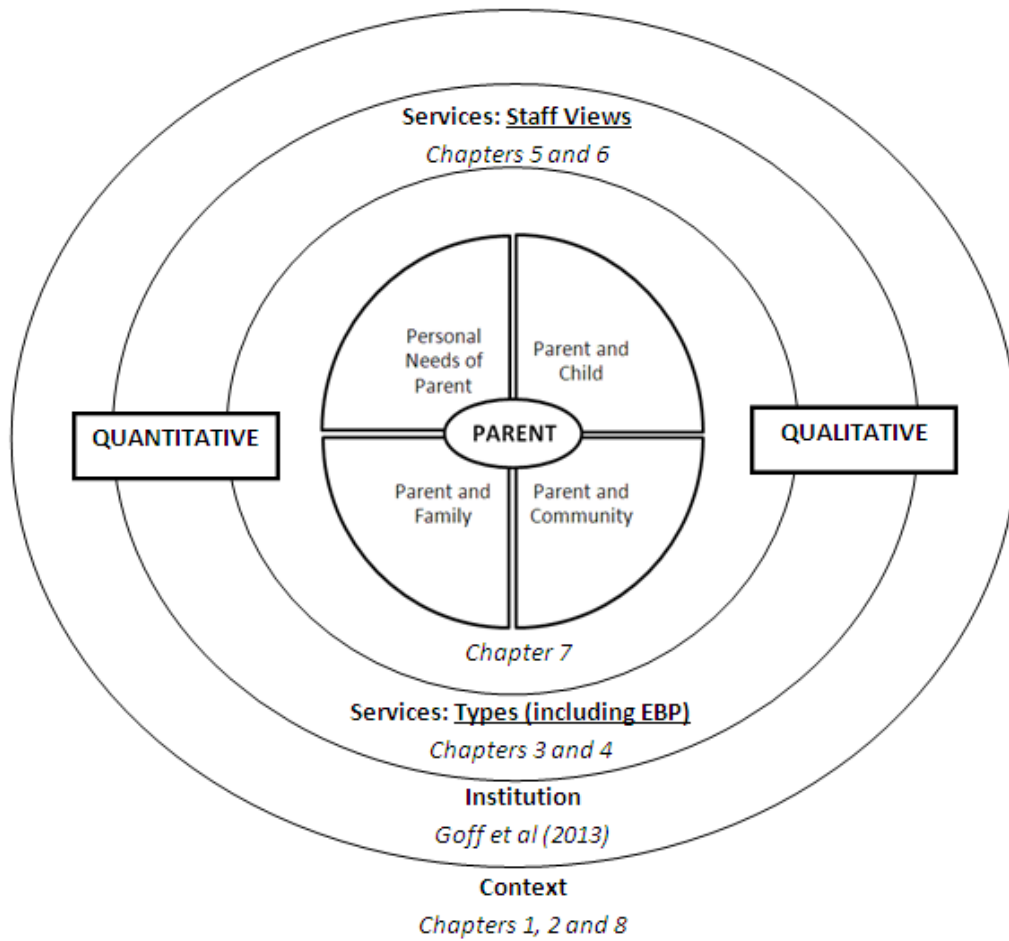 Services: Staff Views
Chapters 5 and 6
Personal
Needs of
Parent
Parent and
Child
QUANTITATIVE
PARENT
QUALITATIVE
Parent and
Family
Parent and
Community
Chapter 7
Services: Types (including EBP)
Chapters 3 and 4
Institution
Goff et al (2013)
Context
Chapters 1, 2 and 8